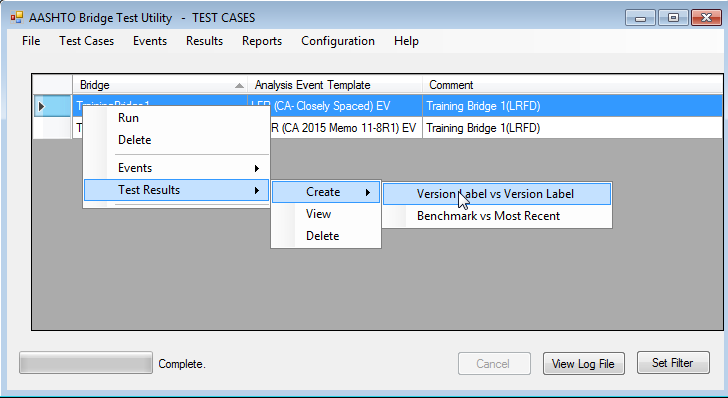 AASHTO Bridge Test Utility - TEST CASES
File Test Cases Events Results Reports Configuration Help
Bridge Analysis Event Template Comment
TrainingBridge1 LFR (CA- Closely Spaced) EV Training Bridge 1(LRFD)
(CA 2015 Memo 11-8R1) EV Training Bridge 1(LRFD)
Run
Delete
Events
Test Results
Create
View
Delete
Version Label vs Version Label
Benchmark vs Most Recent
Complete.
Cancel View Log File Set Filter